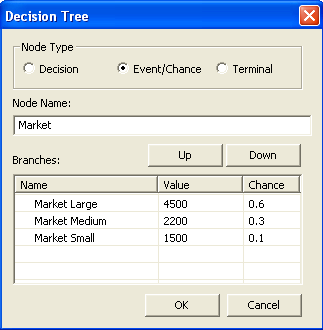 Decision Tree
Node Type
Decision Event/Chance Terminal
Node Name:
Market
Branches: Up Down
Name Value Chance
Market Large 4500 0.6
Market Medium 2200 0.3
Market Small 1500 0.1
OK Cancel